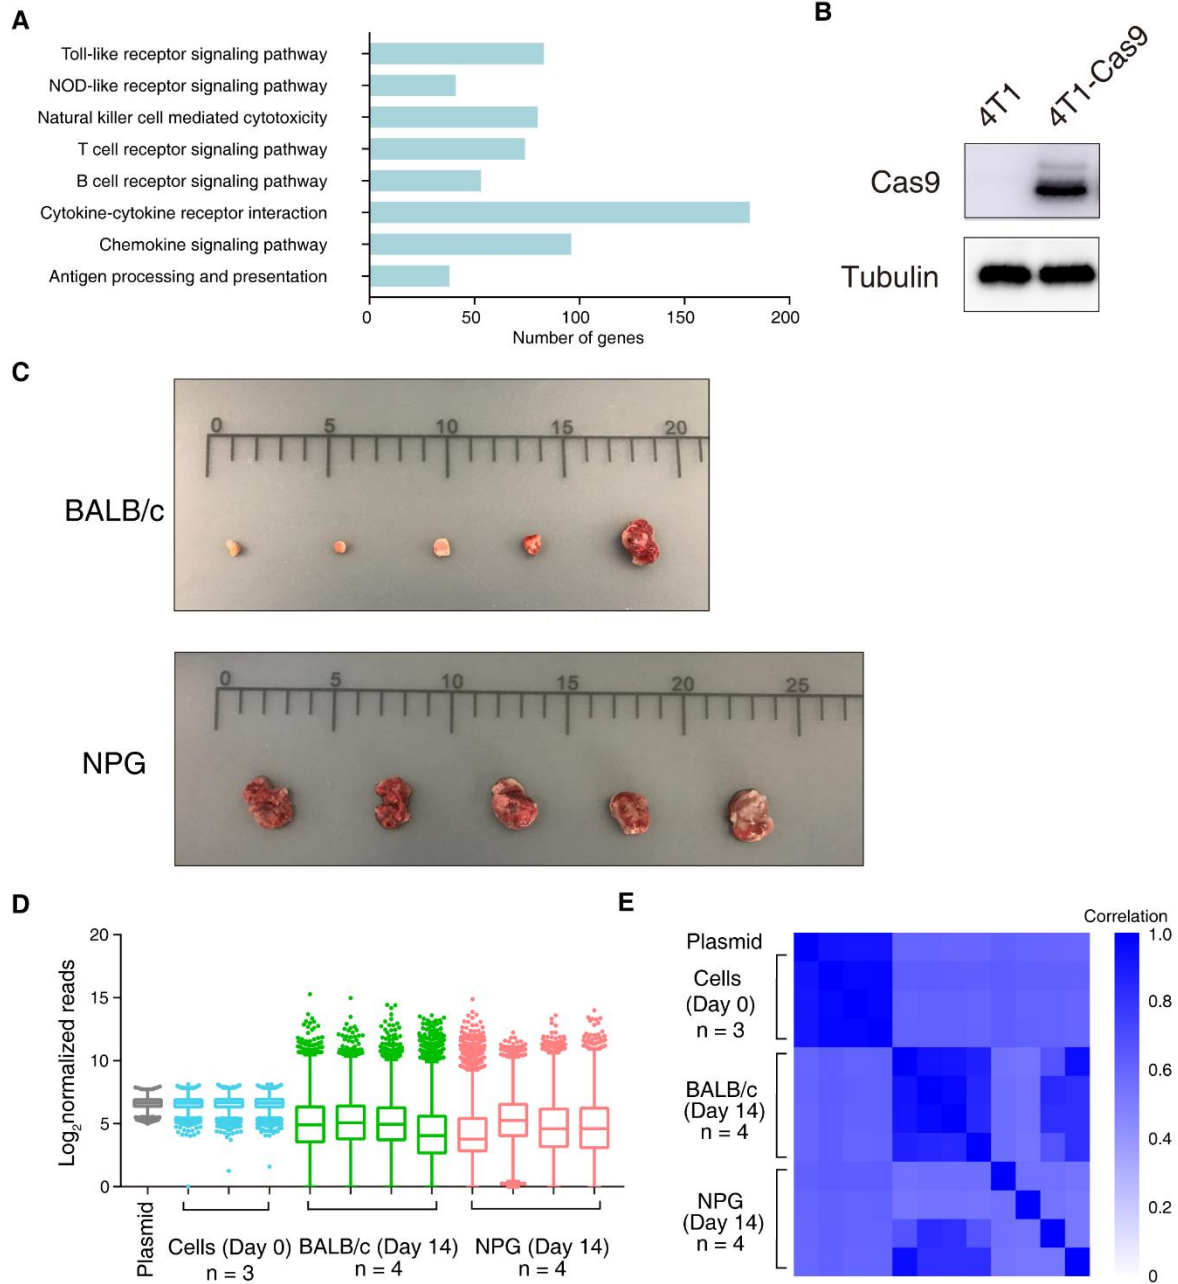 A
Toll-like receptor signaling pathway
NOD-like receptor signaling pathway
Natural killer cell mediated cytotoxicity
T cell receptor signaling pathway
B cell receptor signaling pathway
Cytokine-cytokine receptor interaction
Chemokine signaling pathway
Antigen processing and presentation
0 50 100 150 200
Number of genes
B
4T1 4T1-Cas9
Cas9
Tubulin
C
BALB/c
0 5 10 15 20
NPG
0 5 10 15 20 25
D
Log₂normalized reads
20
15
10
5
0
Plasmid
Cells (Day 0)
n = 3
BALB/c (Day 14)
n = 4
NPG (Day 14)
n = 4
E
Plasmid
Cells
(Day 0)
n = 3
BALB/c
(Day 14)
n = 4
NPG
(Day 14)
n = 4
Correlation
1.0
0.8
0.6
0.4
0.2
0